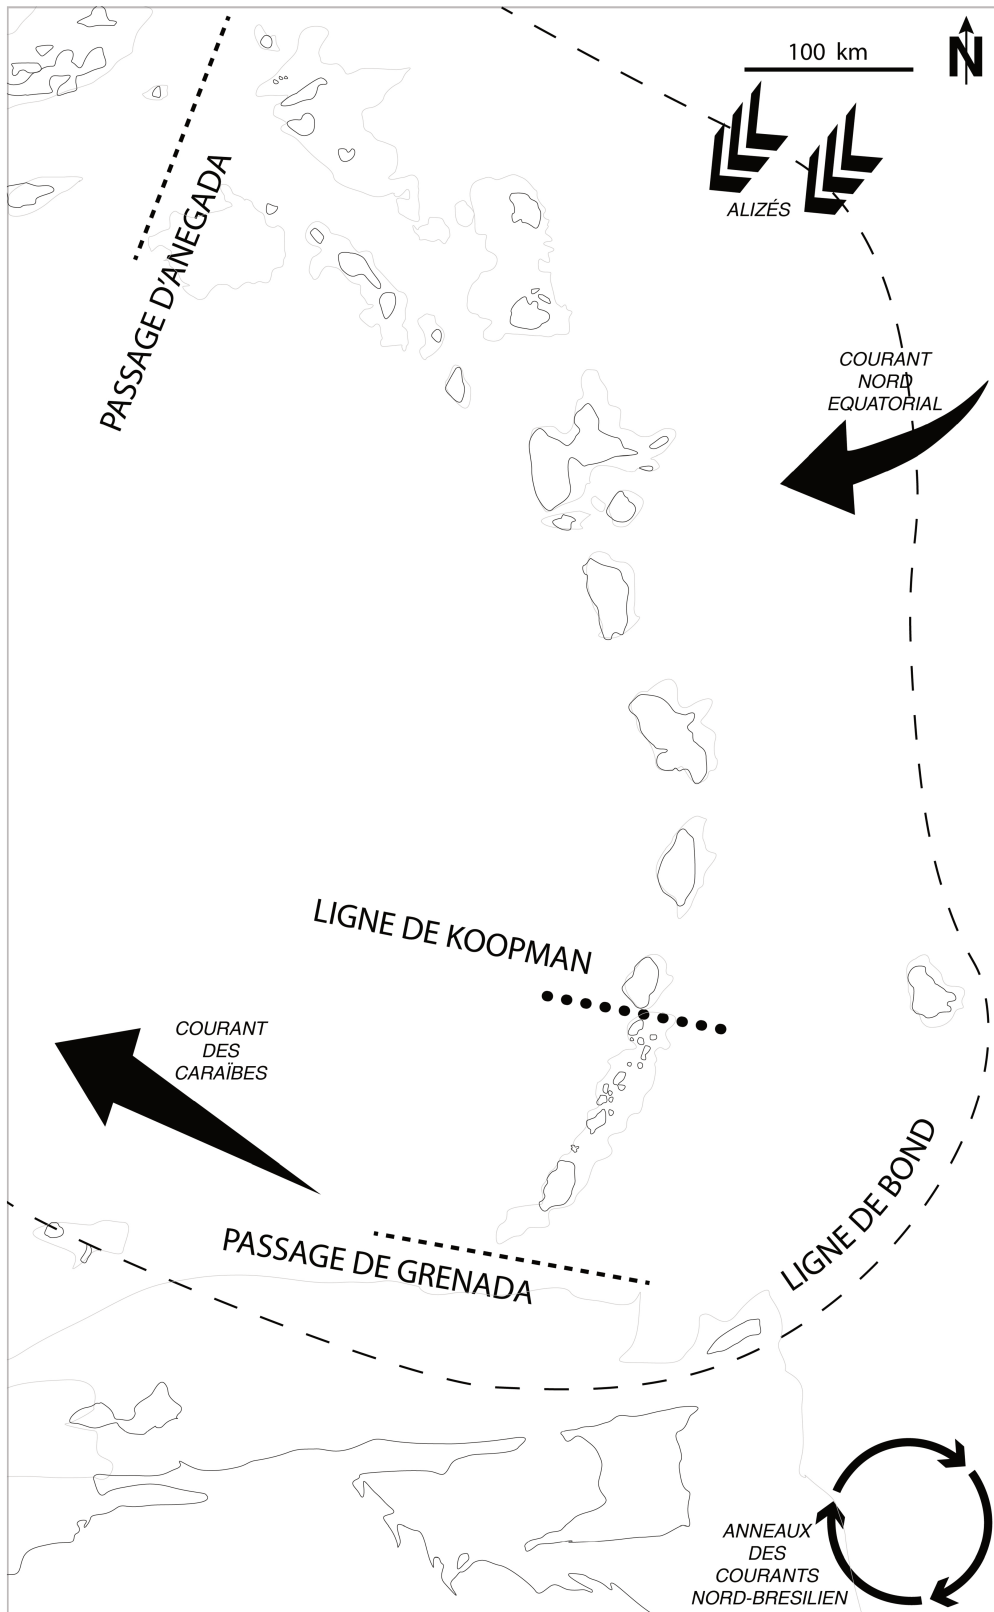 100 km
N
ALIZÉS
PASSAGE D'ANEGADA
COURANT
NORD
EQUATORIAL
LIGNE DE KOOPMAN
COURANT
DES
CARAÏBES
LIGNE DE BOND
PASSAGE DE GRENADA
ANNEAUX
DES
COURANTS
NORD-BRESILIEN